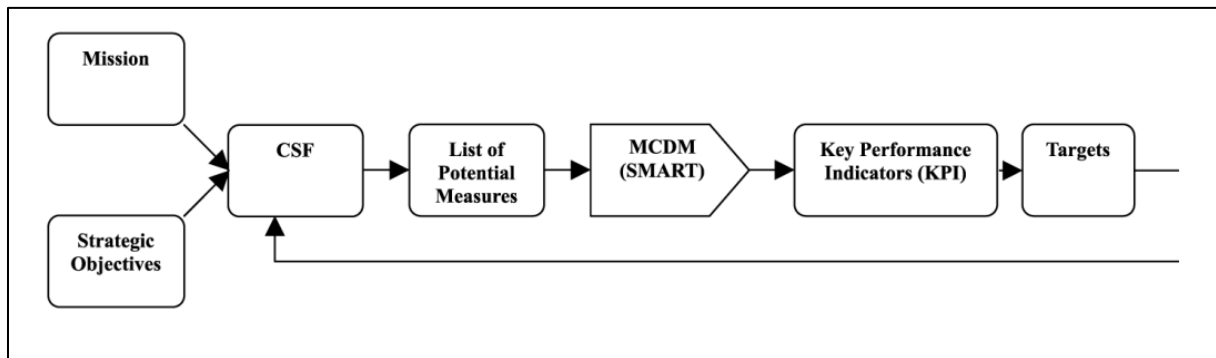 Mission
Strategic
Objectives
CSF
List of
Potential
Measures
MCDM
(SMART)
Key Performance
Indicators (KPI)
Targets